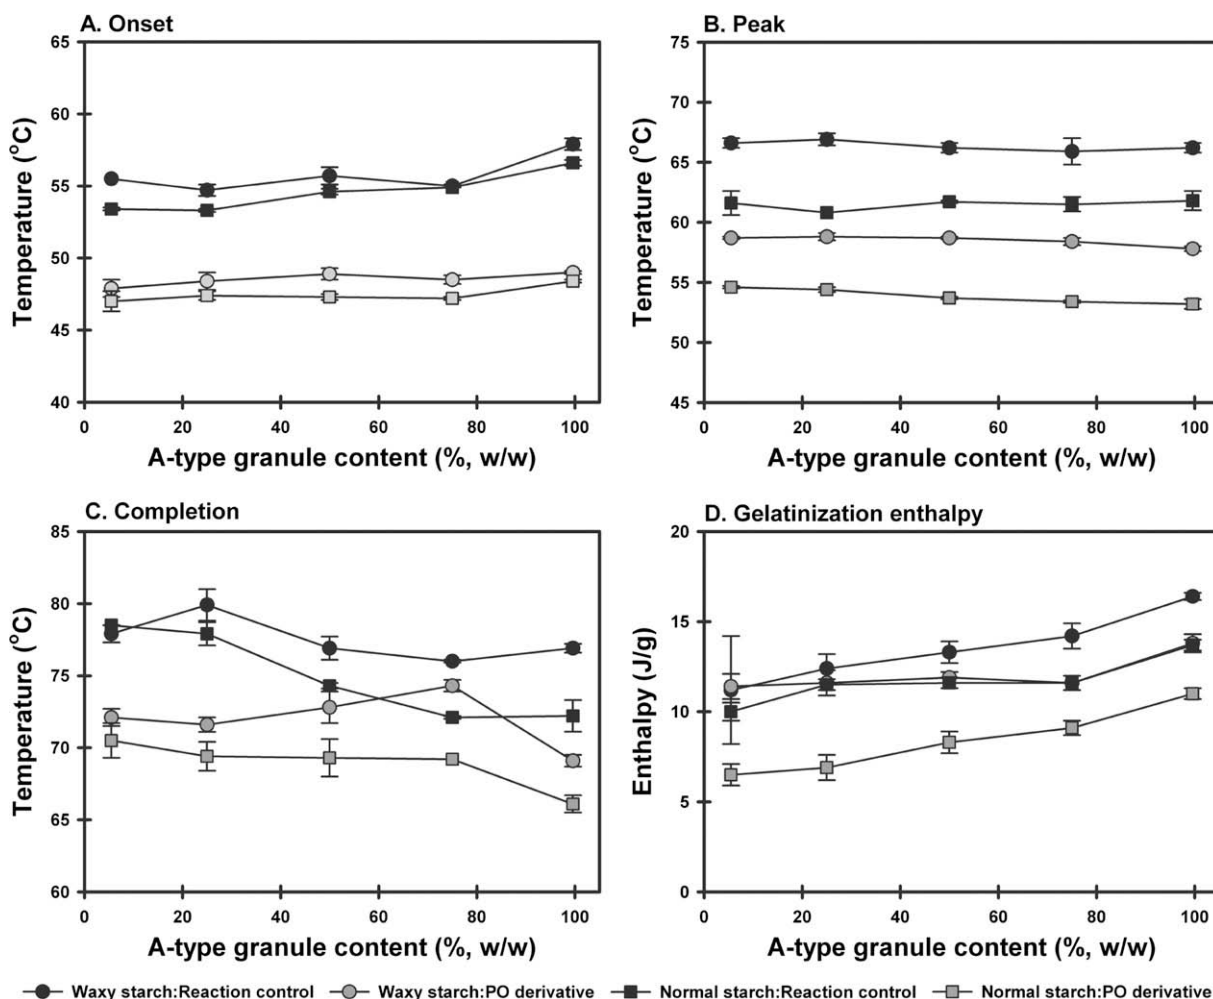 A. Onset
65
60
55
50
45
40
Temperature (°C)
0 20 40 60 80 100
A-type granule content (%, w/w)
B. Peak
75
70
65
60
55
50
45
Temperature (°C)
0 20 40 60 80 100
A-type granule content (%, w/w)
C. Completion
85
80
75
70
65
60
Temperature (°C)
0 20 40 60 80 100
A-type granule content (%, w/w)
D. Gelatinization enthalpy
20
15
10
5
0
Enthalpy (J/g)
0 20 40 60 80 100
A-type granule content (%, w/w)
Waxy starch:Reaction control Waxy starch:PO derivative Normal starch:Reaction control Normal starch:PO derivative